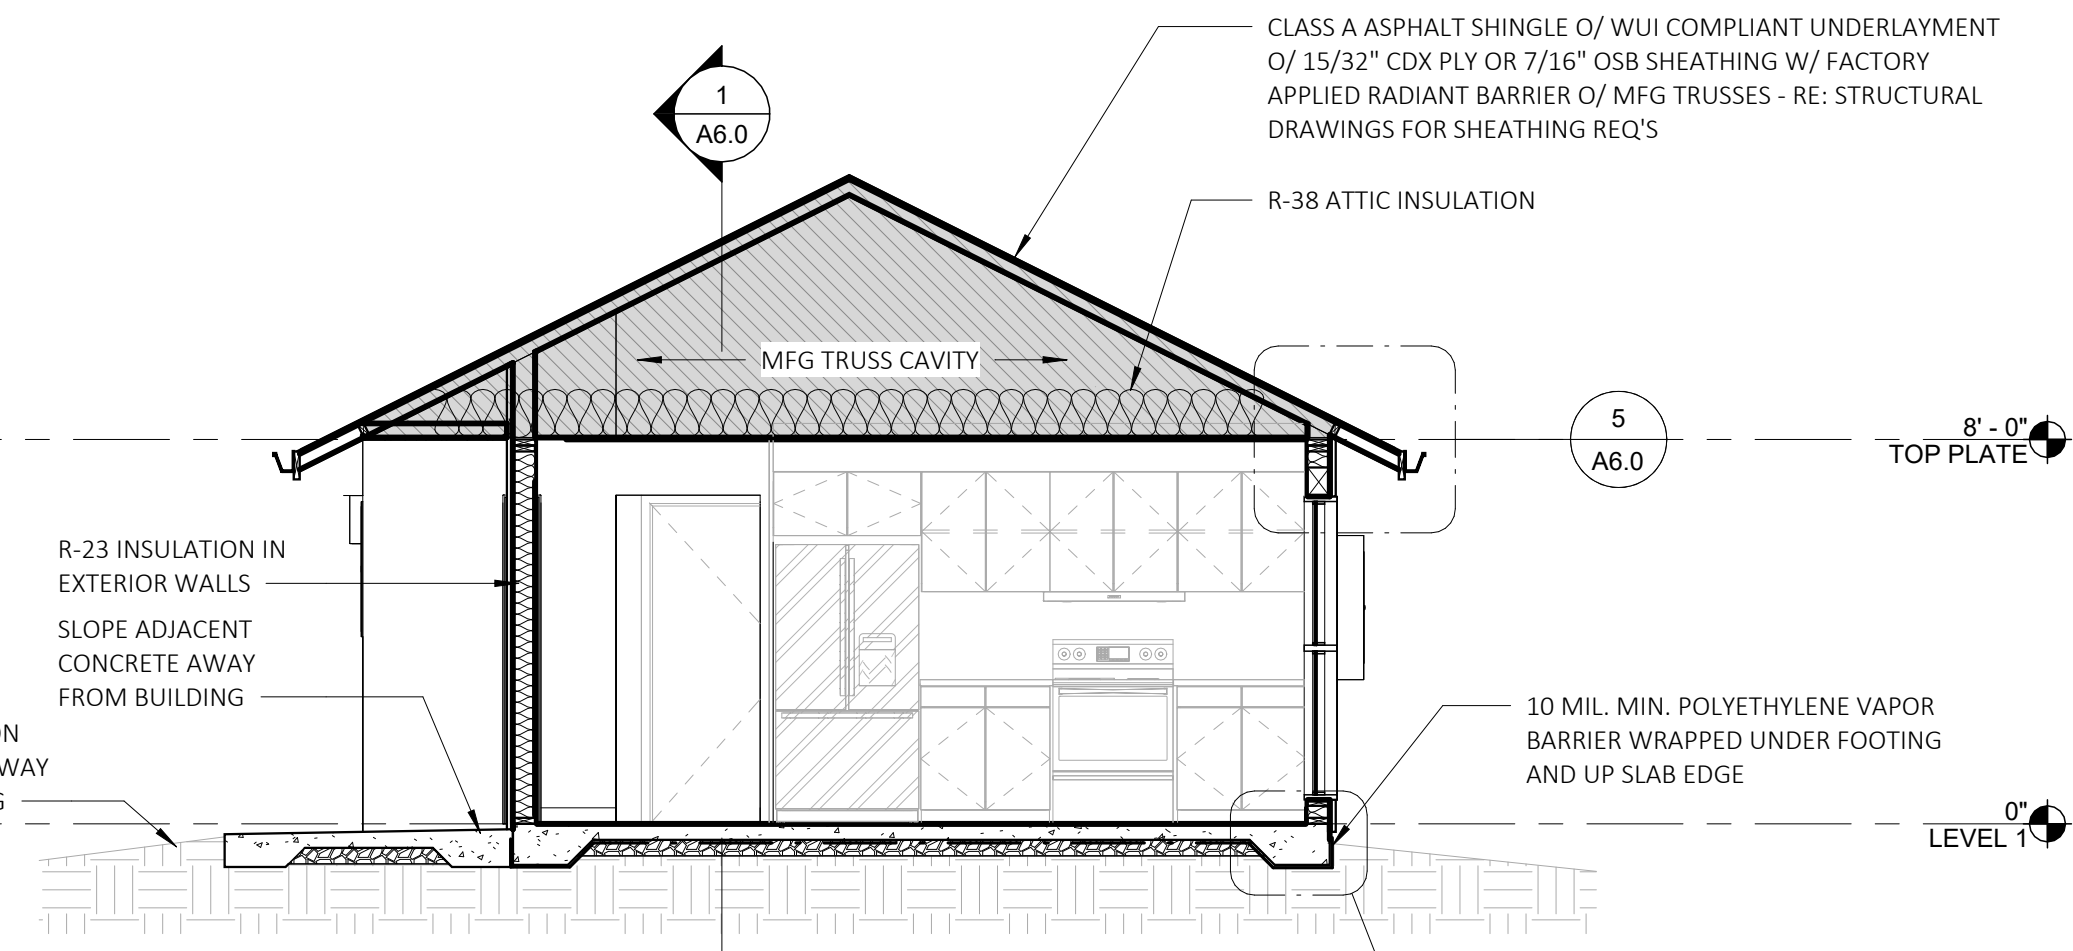 CLASS A ASPHALT SHINGLE O/ WUI COMPLIANT UNDERLAYMENT
O/ 15/32" CDX PLY OR 7/16" OSB SHEATHING W/ FACTORY
APPLIED RADIANT BARRIER O/ MFG TRUSSES - RE: STRUCTURAL
DRAWINGS FOR SHEATHING REQ'S
1
A6.0
R-38 ATTIC INSULATION
MFG TRUSS CAVITY
5
A6.0
8' - 0"
TOP PLATE
R-23 INSULATION IN
EXTERIOR WALLS
SLOPE ADJACENT
CONCRETE AWAY
FROM BUILDING
ON
WAY
G
10 MIL. MIN. POLYETHYLENE VAPOR
BARRIER WRAPPED UNDER FOOTING
AND UP SLAB EDGE
0"
LEVEL 1